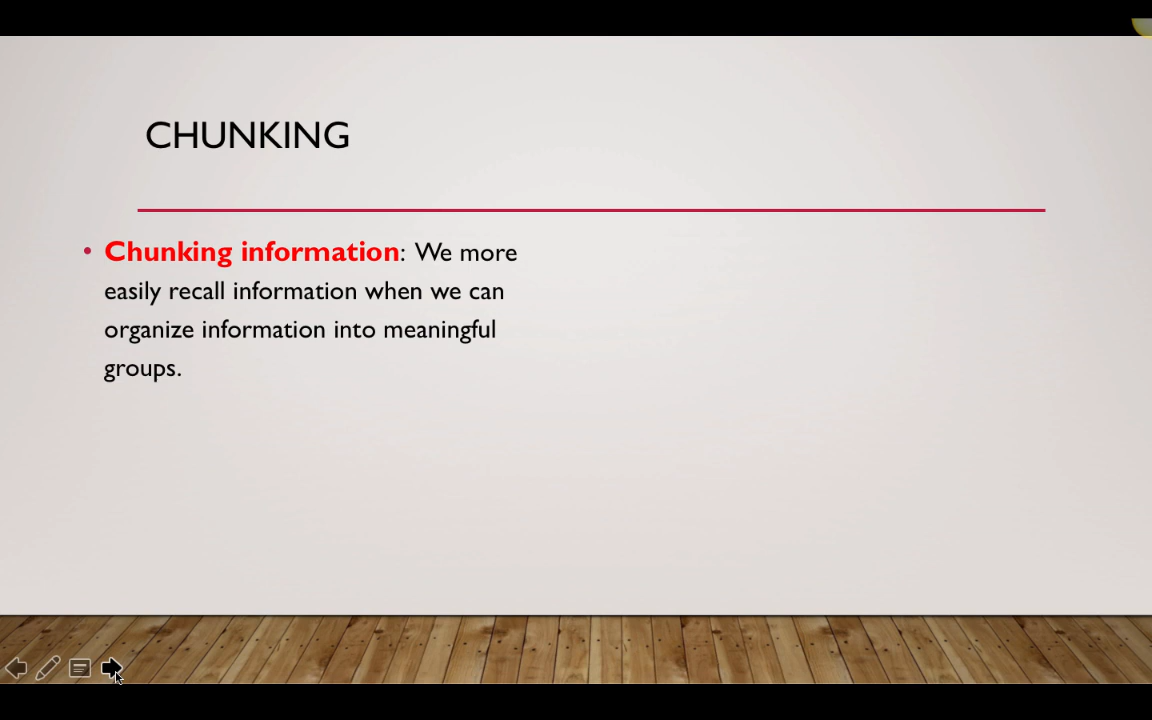 CHUNKING
• Chunking information: We more
easily recall information when we can
organize information into meaningful
groups.